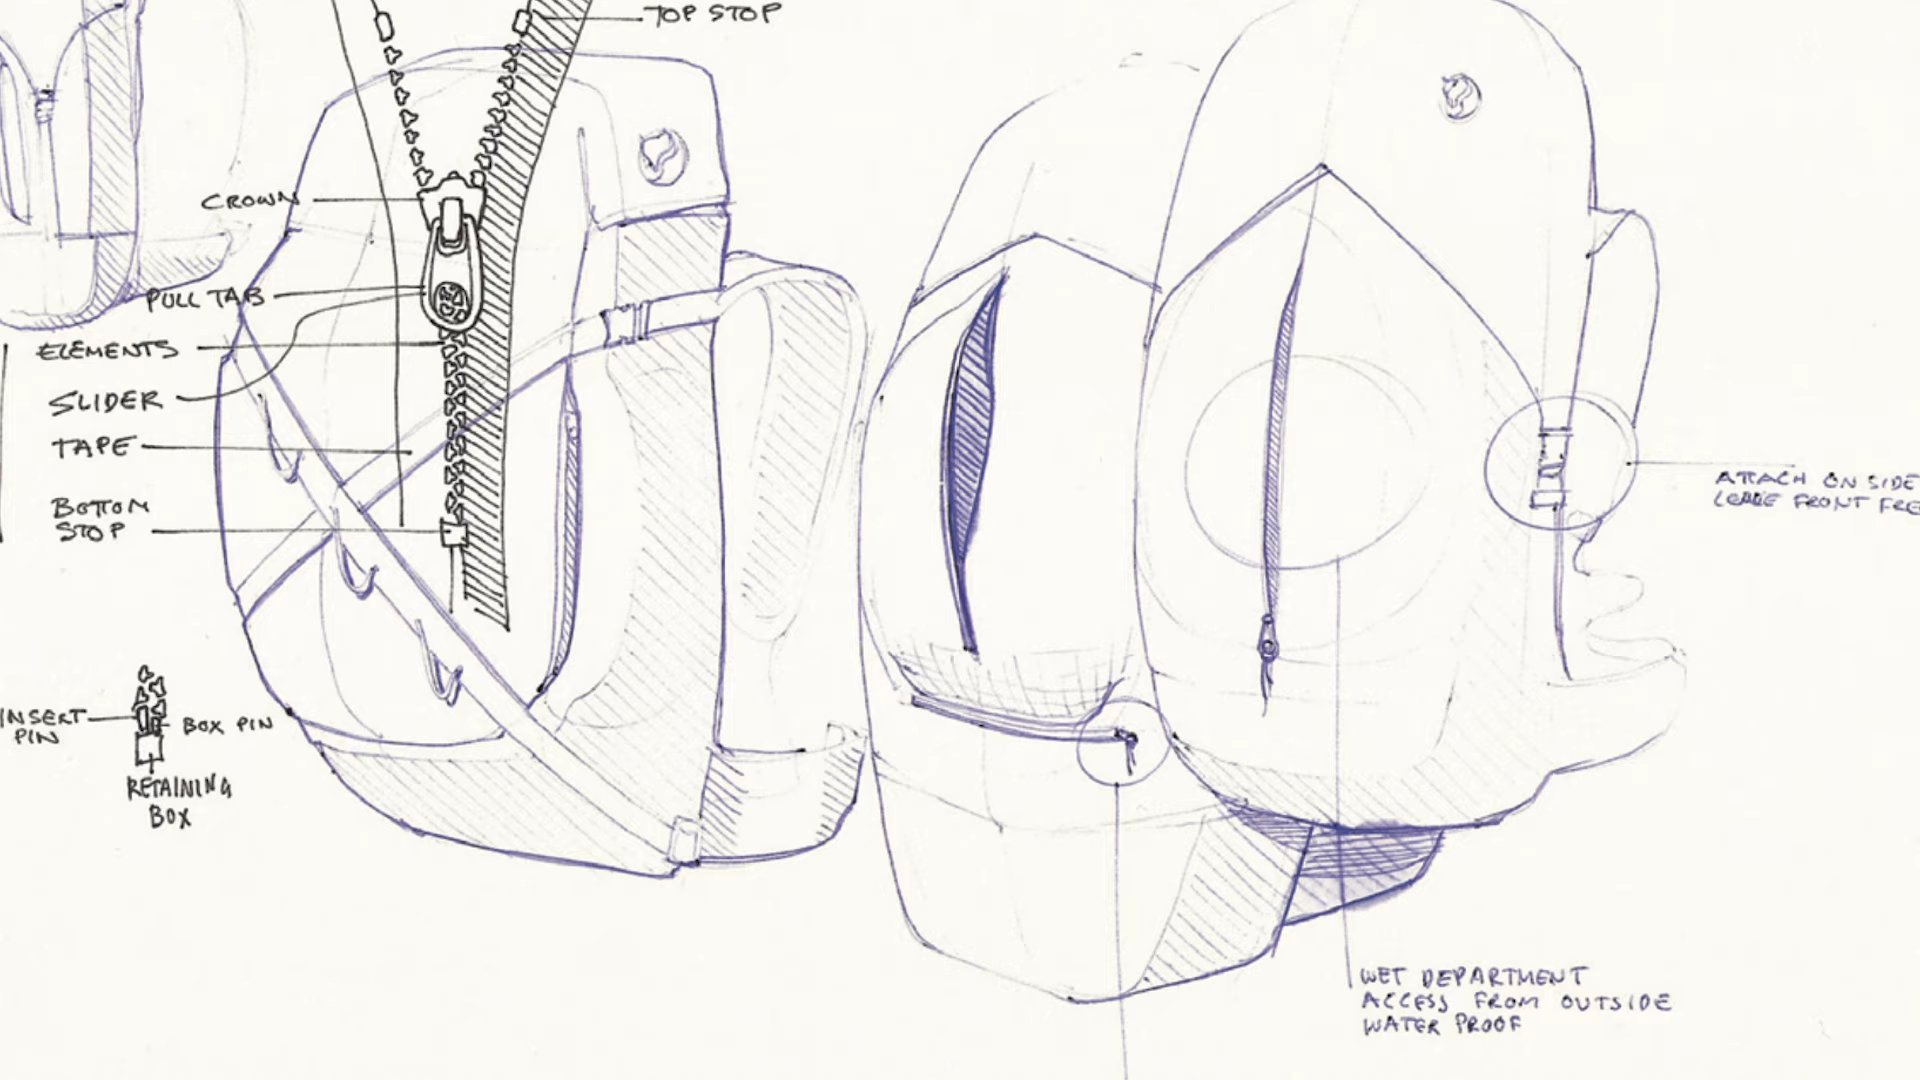 TOP STOP
CROWN
PULL TAB
ELEMENTS
SLIDER
TAPE
BOTTOM
STOP
INSERT
PIN
BOX PIN
RETAINING
BOX
ATTACH ON SIDE
FRONT FRE
WET DEPARTMENT
ACCESS FROM OUTSIDE
WATER PROOF